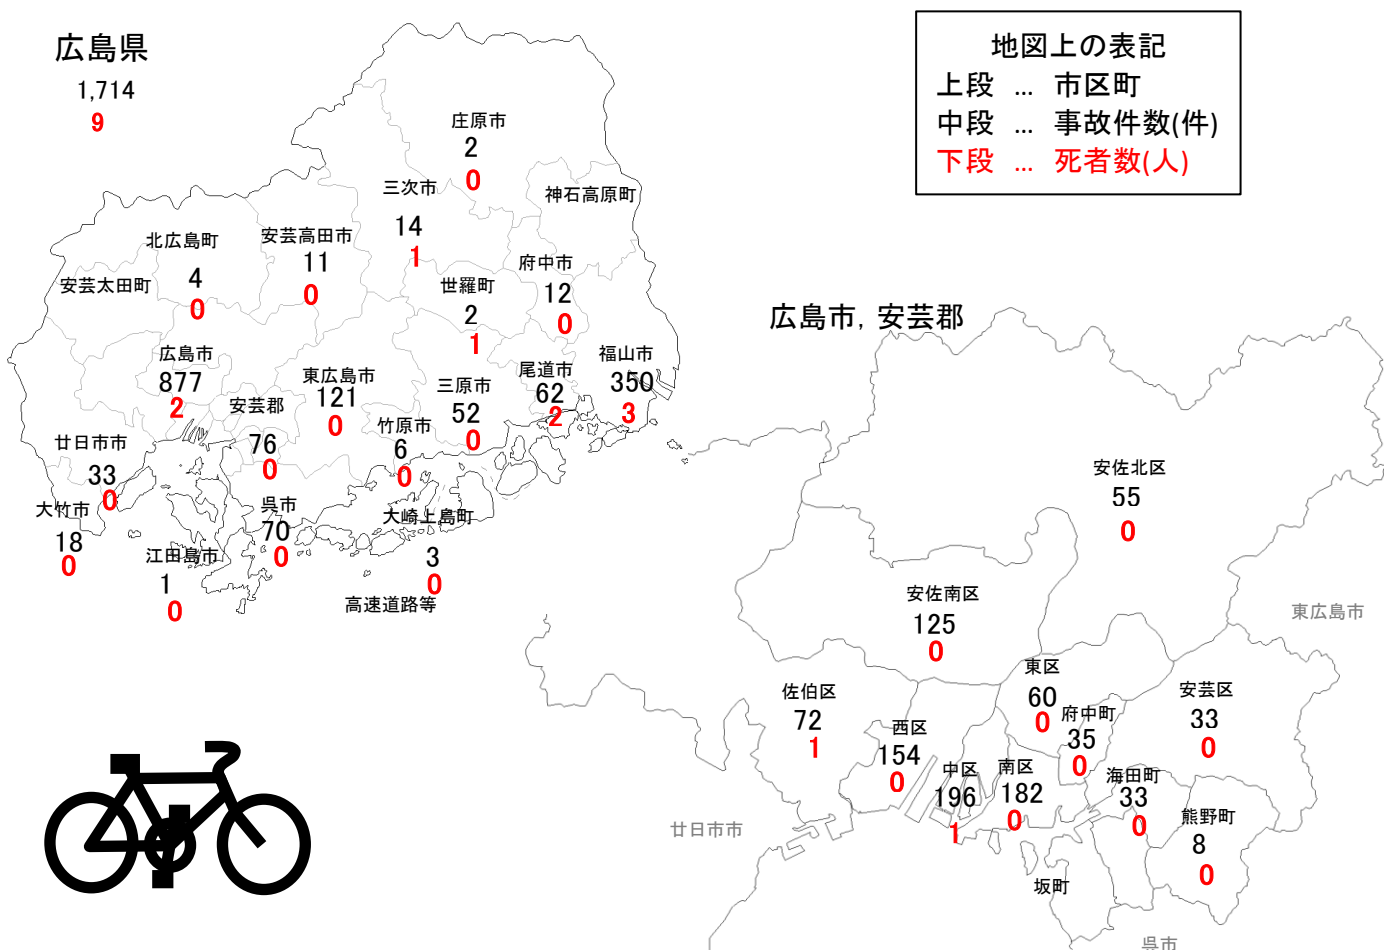 広島県
1,714
9
地図上の表記
上段 … 市区町
中段 … 事故件数(件)
下段 … 死者数(人)
庄原市
2
0
三次市
14
1
神石高原町
北広島町
4
0
安芸高田市
11
0
安芸太田町
世羅町
2
1
府中市
12
0
広島市
877
2
安芸郡
76
0
東広島市
121
0
竹原市
6
0
三原市
52
0
尾道市
62
2
福山市
350
3
廿日市市
33
0
大竹市
18
0
江田島市
1
0
呉市
70
0
大崎上島町
3
0
高速道路等
広島市, 安芸郡
安佐北区
55
0
安佐南区
125
0
東広島市
佐伯区
72
1
西区
154
0
中区
196
1
南区
182
0
東区
60
0
府中町
35
0
安芸区
33
0
海田町
33
0
熊野町
8
0
坂町
廿日市市
呉市